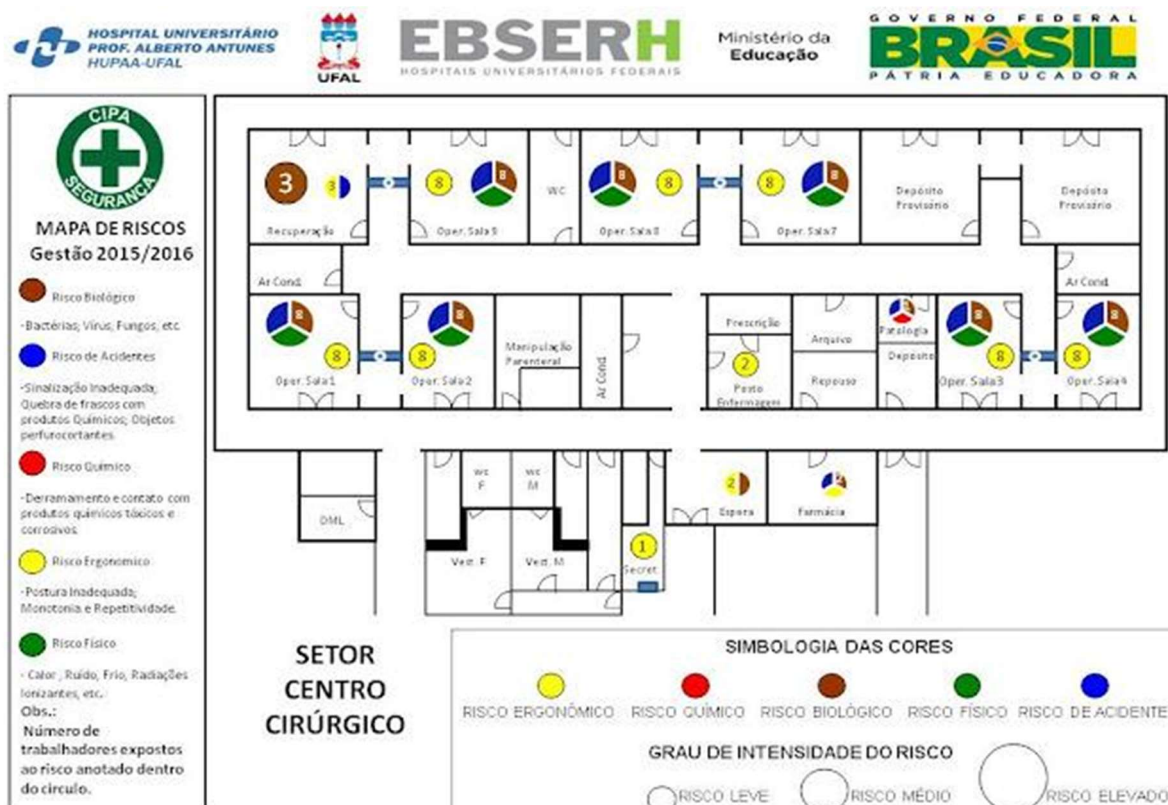 HOSPITAL UNIVERSITÁRIO
PROF. ALBERTO ANTUNES
HUPAA-UFAL
UFAL
EBSERH
HOSPITAIS UNIVERSITÁRIOS FEDERAIS
Ministério da
Educação
GOVERNO FEDERAL
BRASIL
PÁTRIA EDUCADORA
CIPA
SEGURANÇA
MAPA DE RISCOS
Gestão 2015/2016
Risco Biológico
-Bactérias, Vírus, Fungos, etc.
Risco de Acidentes
-Sinalização Inadequada;
Quebra de frascos com
produtos Químicos; Objetos
perfurocortantes.
Risco Químico
-Derramamento e contato com
produtos químicos tóxicos e
corrosivos.
Risco Ergonomico
-Postura Inadequada;
Monotonia e Repetitividade.
Risco Físico
- Calor, Ruído, Frio, Radiações
Ionizantes, etc.
Obs.:
Número de
trabalhadores expostos
ao risco anotado dentro
do circulo.
3 3 8 8 8 8 8 8
Recuperação
Oper. Sala 9
WC
Oper. Sala 8
Oper. Sala 7
Depósito
Provisório
Depósito
Provisório
Ar Cond.
Ar Cond.
8 8 8 8
8 8 8 8
Oper. Sala 1
Oper. Sala 2
Manipulação
Parenteral
Ar Cond.
Prescrição
2
Posto
Enfermagem
Arquivo
Repouso
Patologia
Deposito
Oper. Sala 3
Oper. Sala 4
DML
WC
F
WC
M
Vest. F
Vest. M
1
Secret.
2
Espera
Farmácia
SETOR
CENTRO
CIRÚRGICO
SIMBOLOGIA DAS CORES
RISCO ERGONÔMICO RISCO QUÍMICO RISCO BIOLÓGICO RISCO FÍSICO RISCO DE ACIDENTE
GRAU DE INTENSIDADE DO RISCO
RISCO LEVE RISCO MÉDIO RISCO ELEVADO